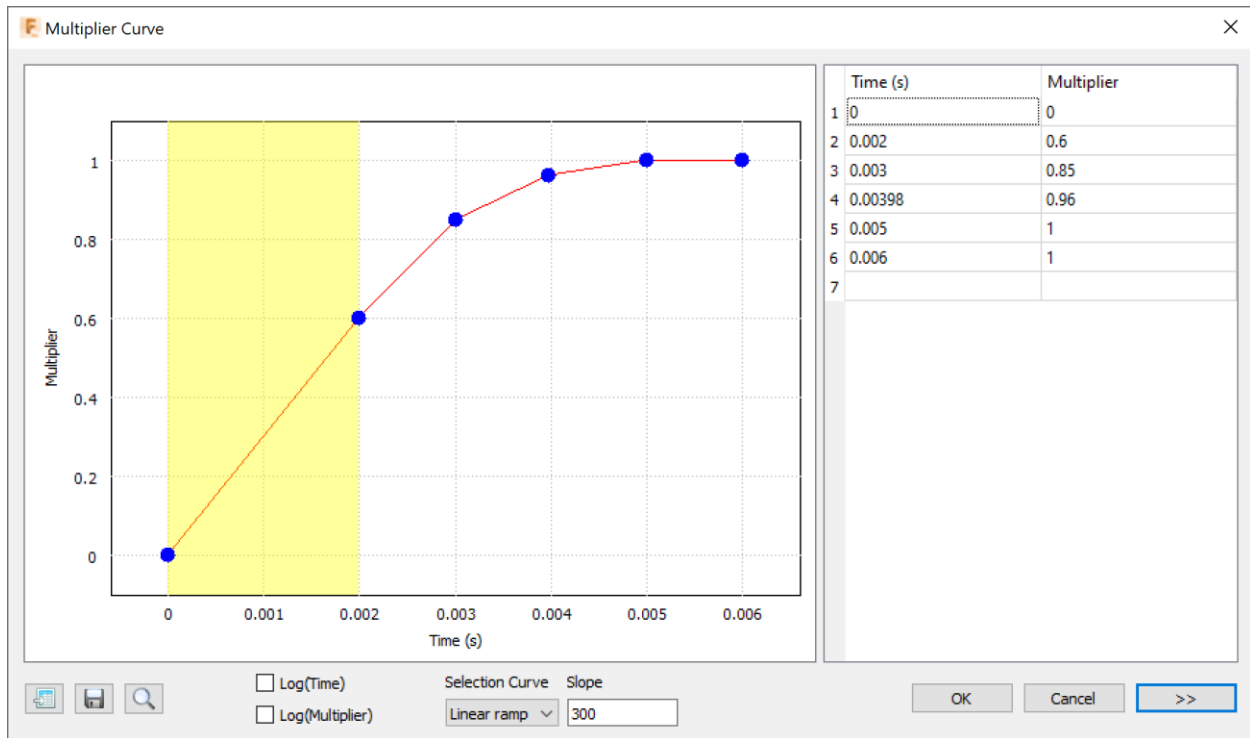 Multiplier Curve
1
0.8
0.6
0.4
0.2
0
Multiplier
0 0.001 0.002 0.003 0.004 0.005 0.006
Time (s)
Time (s) Multiplier
1 0 0
2 0.002 0.6
3 0.003 0.85
4 0.00398 0.96
5 0.005 1
6 0.006 1
7
Log(Time) Selection Curve Slope
Log(Multiplier) Linear ramp 300
OK Cancel >>